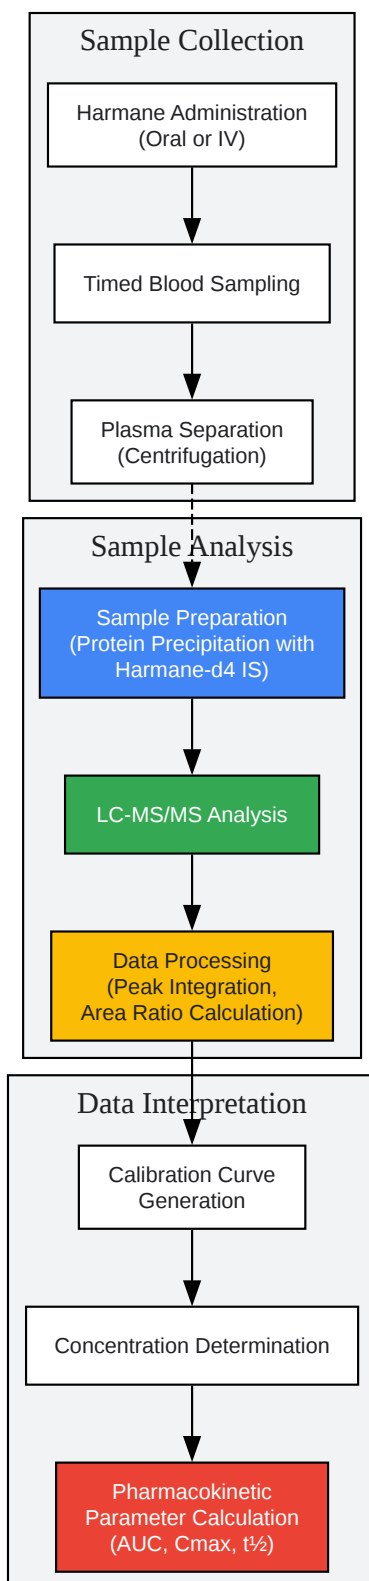 Sample Collection
Harmane Administration
(Oral or IV)
Timed Blood Sampling
Plasma Separation
(Centrifugation)
Sample Analysis
Sample Preparation
(Protein Precipitation with
Harmane-d4 IS)
LC-MS/MS Analysis
Data Processing
(Peak Integration,
Area Ratio Calculation)
Data Interpretation
Calibration Curve
Generation
Concentration Determination
Pharmacokinetic
Parameter Calculation
(AUC, Cmax, t½)